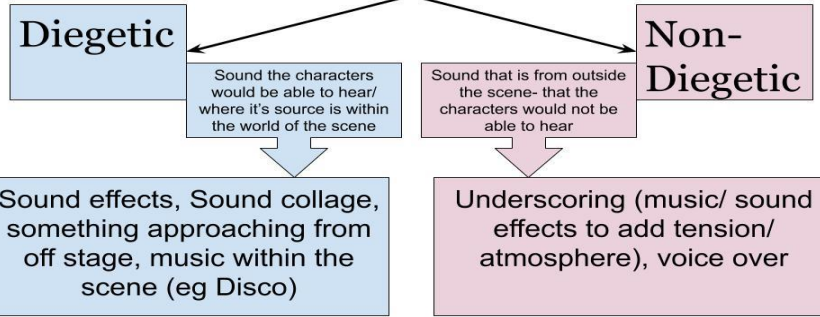 Diegetic
Sound the characters
would be able to hear/
where it's source is within
the world of the scene
Sound effects, Sound collage,
something approaching from
off stage, music within the
scene (eg Disco)
Non-
Diegetic
Sound that is from outside
the scene- that the
characters would not be
able to hear
Underscoring (music/ sound
effects to add tension/
atmosphere), voice over